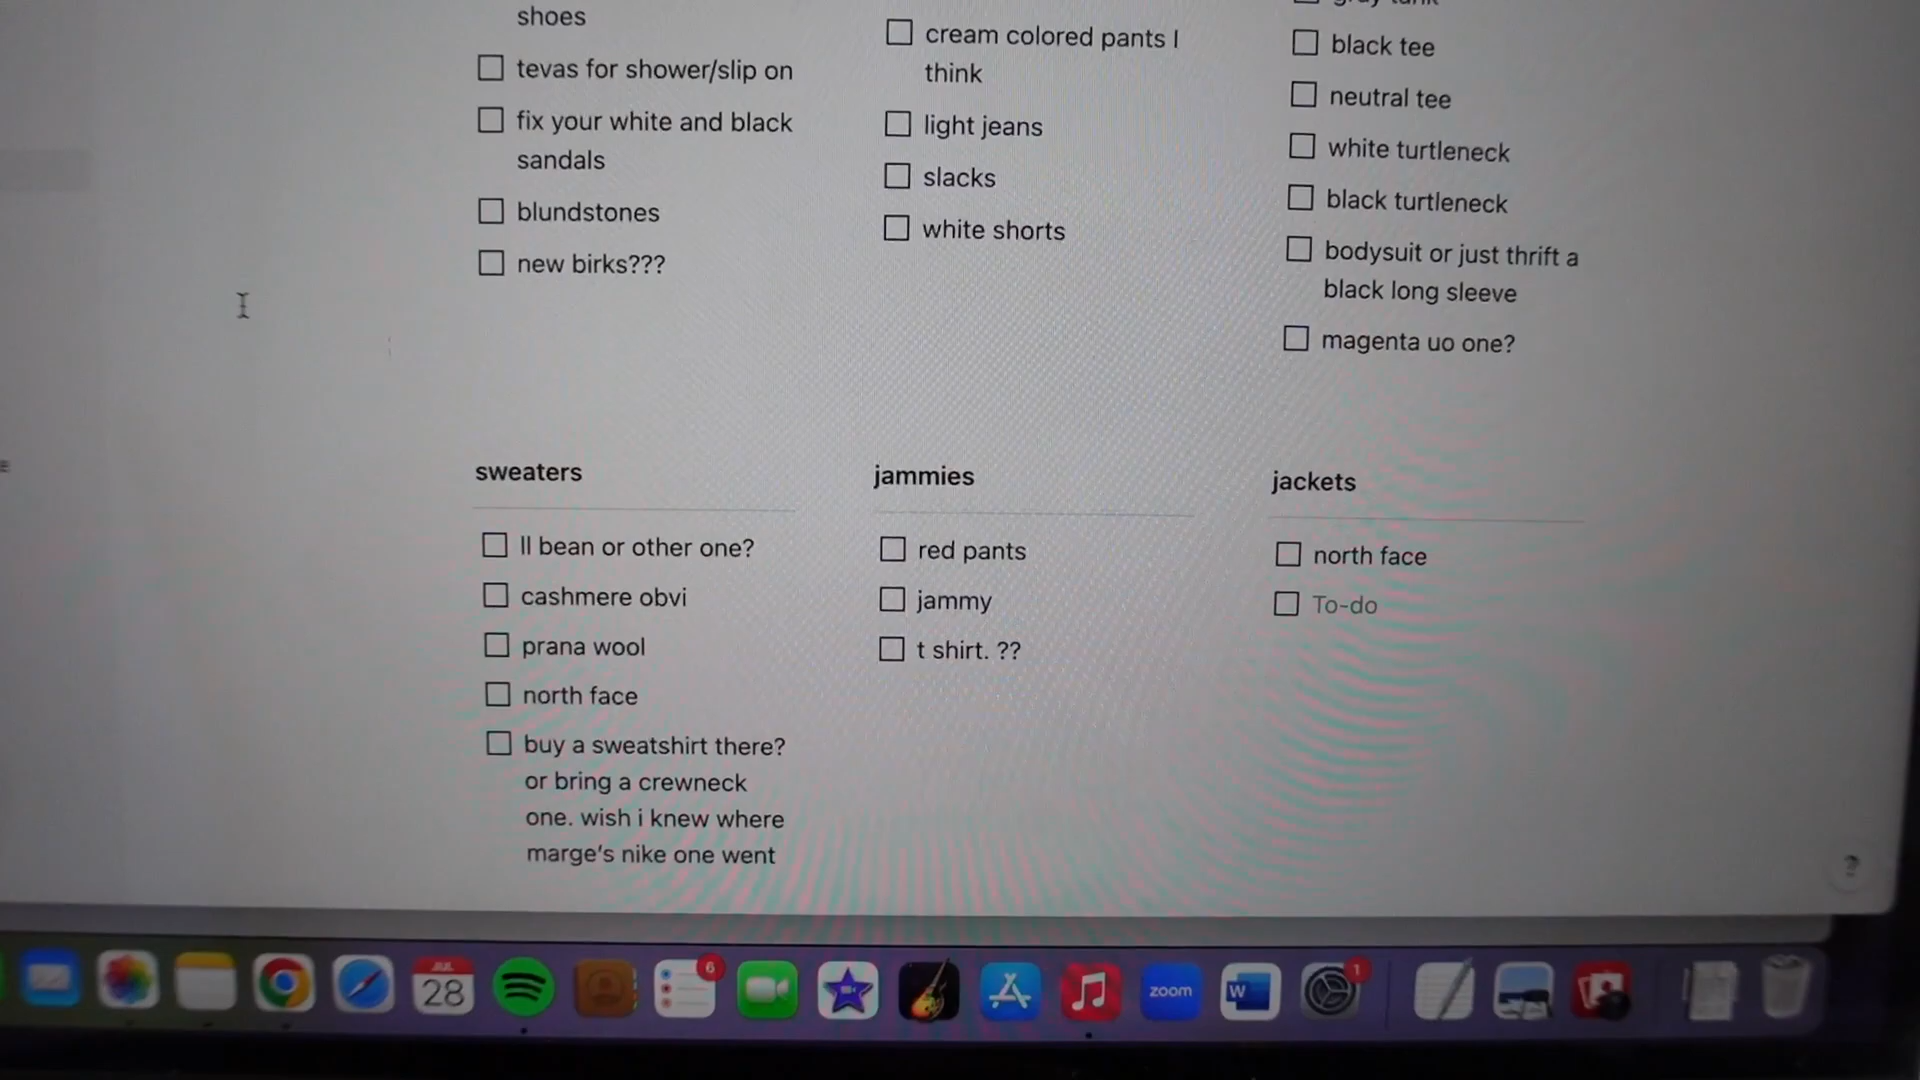 shoes
tevas for shower/slip on
fix your white and black
sandals
blundstones
new birks???
cream colored pants I
think
light jeans
slacks
white shorts
black tee
neutral tee
white turtleneck
black turtleneck
bodysuit or just thrift a
black long sleeve
magenta uo one?
sweaters
ll bean or other one?
cashmere obvi
prana wool
north face
buy a sweatshirt there?
or bring a crewneck
one. wish i knew where
marge's nike one went
jammies
red pants
jammy
t shirt. ??
jackets
north face
To-do
?
JUL
28
6
zoom
W
1